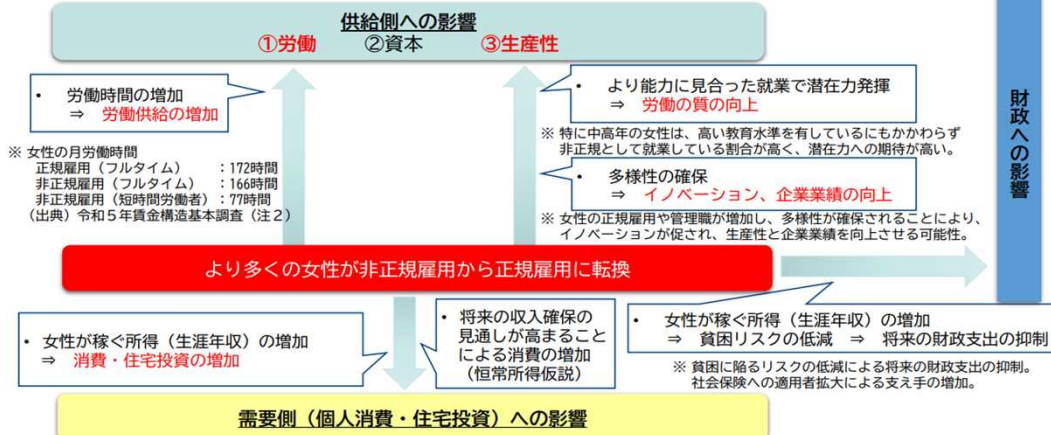 供給側への影響
①労働 ②資本 ③生産性
・ 労働時間の増加
⇒ 労働供給の増加
※ 女性の月労働時間
正規雇用（フルタイム） ：172時間
非正規雇用（フルタイム） ：166時間
非正規雇用（短時間労働者）：77時間
（出典）令和５年賃金構造基本調査（注２）
・ より能力に見合った就業で潜在力発揮
⇒ 労働の質の向上
※ 特に中高年の女性は、高い教育水準を有しているにもかかわらず
非正規として就業している割合が高く、潜在力への期待が高い。
・ 多様性の確保
⇒ イノベーション、企業業績の向上
※ 女性の正規雇用や管理職が増加し、多様性が確保されることにより、
イノベーションが促され、生産性と企業業績を向上させる可能性。
財政への影響
より多くの女性が非正規雇用から正規雇用に転換
・ 女性が稼ぐ所得（生涯年収）の増加
⇒ 消費・住宅投資の増加
・ 将来の収入確保の
見通しが高まること
による消費の増加
（恒常所得仮説）
・ 女性が稼ぐ所得（生涯年収）の増加
⇒ 貧困リスクの低減 ⇒ 将来の財政支出の抑制
※ 貧困に陥るリスクの低減による将来の財政支出の抑制。
社会保険への適用者拡大による支え手の増加。
需要側（個人消費・住宅投資）への影響